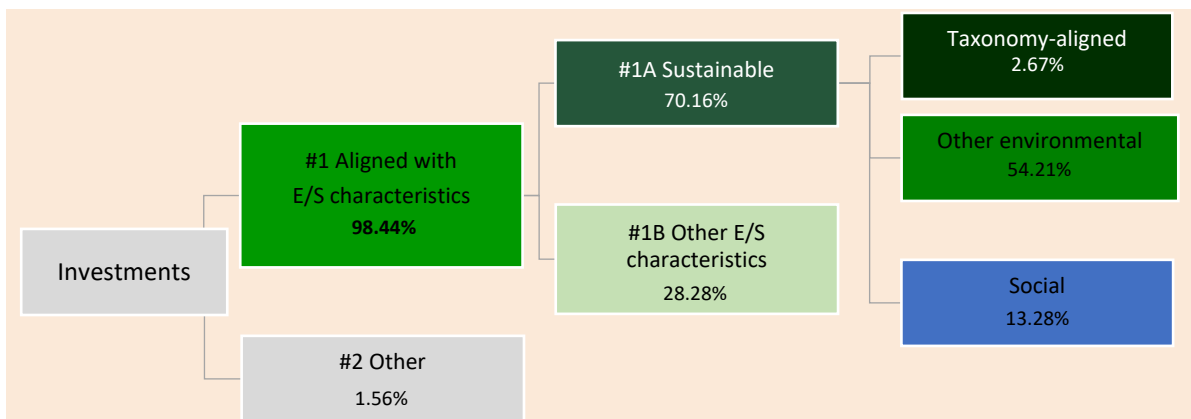 Investments
#1 Aligned with
E/S characteristics
98.44%
#2 Other
1.56%
#1A Sustainable
70.16%
#1B Other E/S
characteristics
28.28%
Taxonomy-aligned
2.67%
Other environmental
54.21%
Social
13.28%